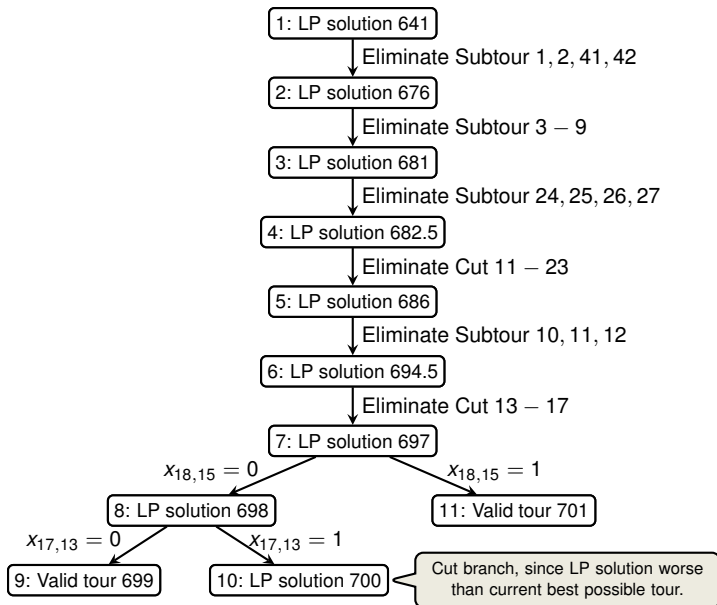 1: LP solution 641
Eliminate Subtour 1, 2, 41, 42
2: LP solution 676
Eliminate Subtour 3 − 9
3: LP solution 681
Eliminate Subtour 24, 25, 26, 27
4: LP solution 682.5
Eliminate Cut 11 − 23
5: LP solution 686
Eliminate Subtour 10, 11, 12
6: LP solution 694.5
Eliminate Cut 13 − 17
7: LP solution 697
x18,15 = 0
x18,15 = 1
8: LP solution 698
11: Valid tour 701
x17,13 = 0
x17,13 = 1
9: Valid tour 699
10: LP solution 700
Cut branch, since LP solution worse
than current best possible tour.